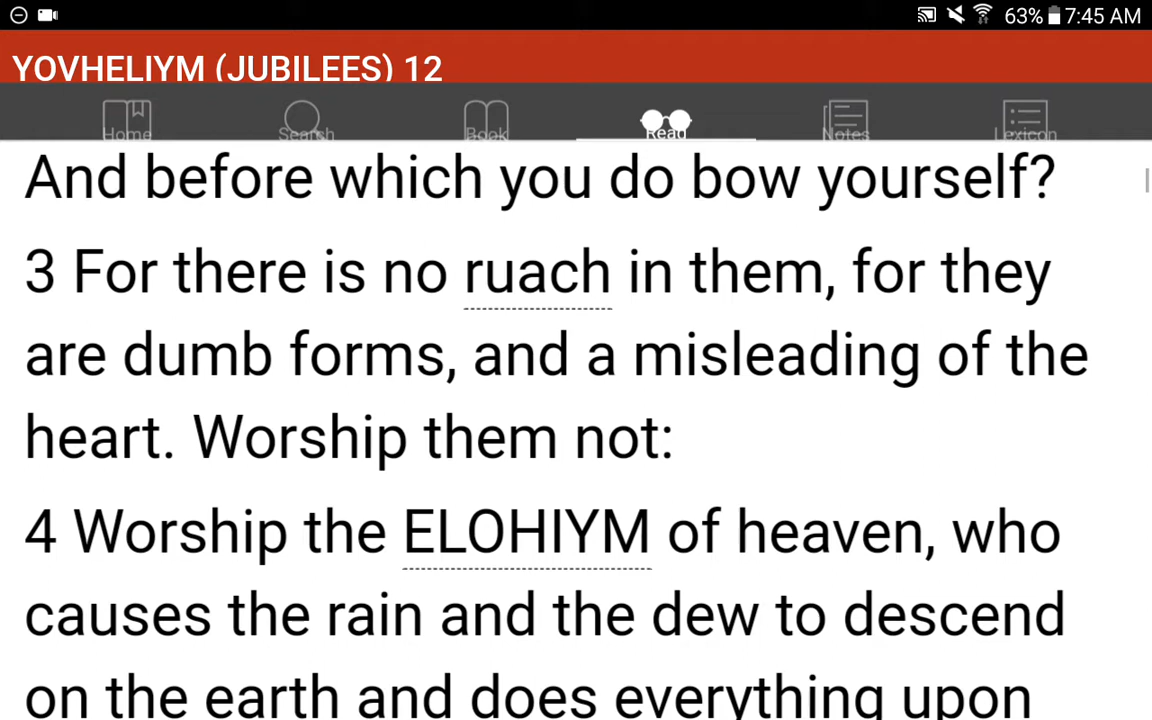 63% 7:45 AM
YOVHELIYM (JUBILEES) 12
Home Search Book Read Notes Lexicon
And before which you do bow yourself?
3 For there is no ruach in them, for they
are dumb forms, and a misleading of the
heart. Worship them not:
4 Worship the ELOHIYM of heaven, who
causes the rain and the dew to descend
on the earth and does everything upon